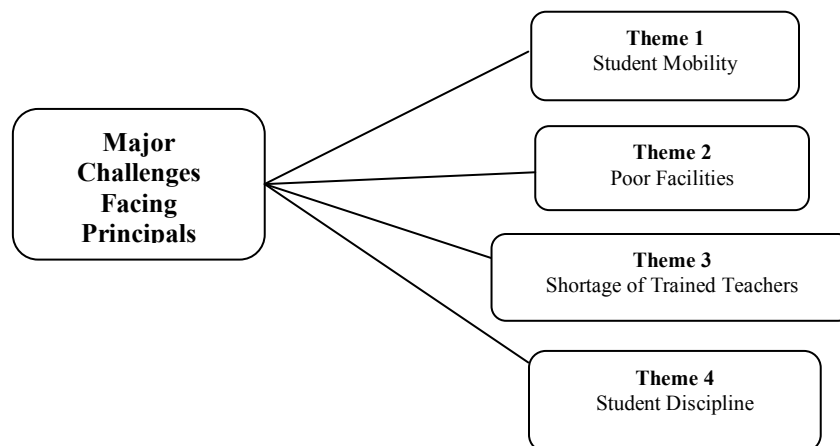 Major
Challenges
Facing
Principals
Theme 1
Student Mobility
Theme 2
Poor Facilities
Theme 3
Shortage of Trained Teachers
Theme 4
Student Discipline